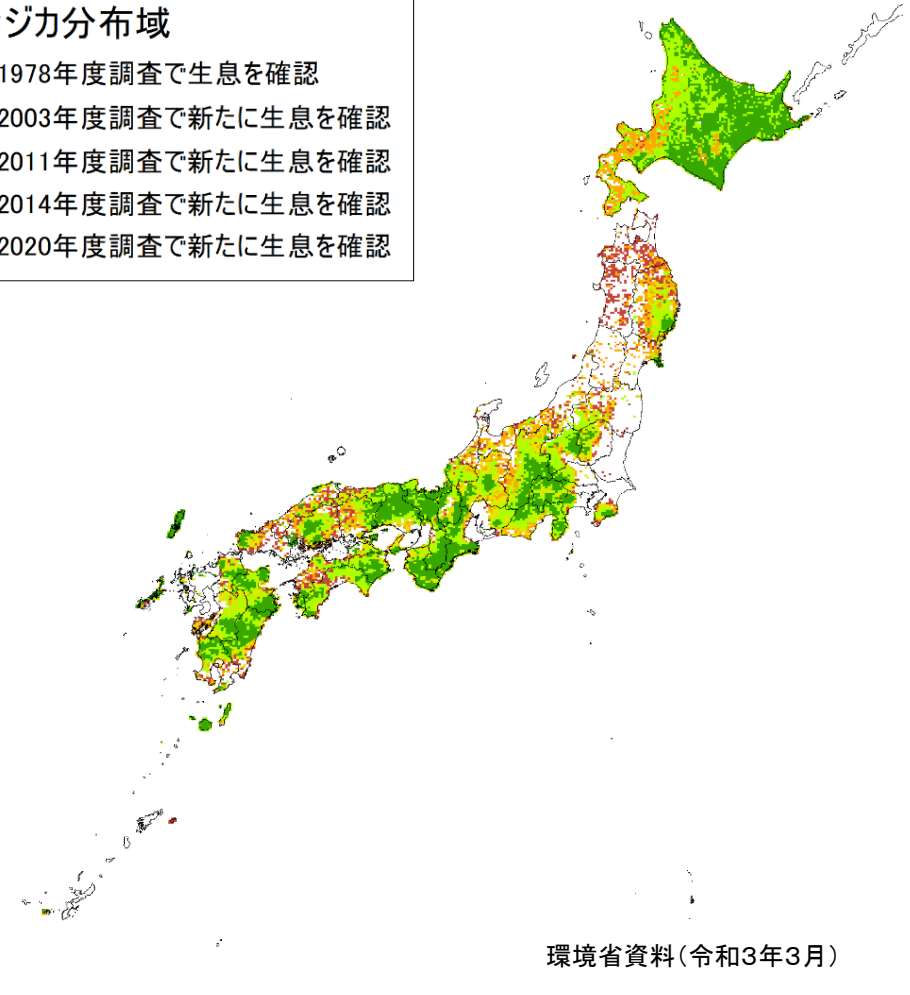 ジカ分布域
1978年度調査で生息を確認
2003年度調査で新たに生息を確認
2011年度調査で新たに生息を確認
2014年度調査で新たに生息を確認
2020年度調査で新たに生息を確認
環境省資料(令和3年3月)